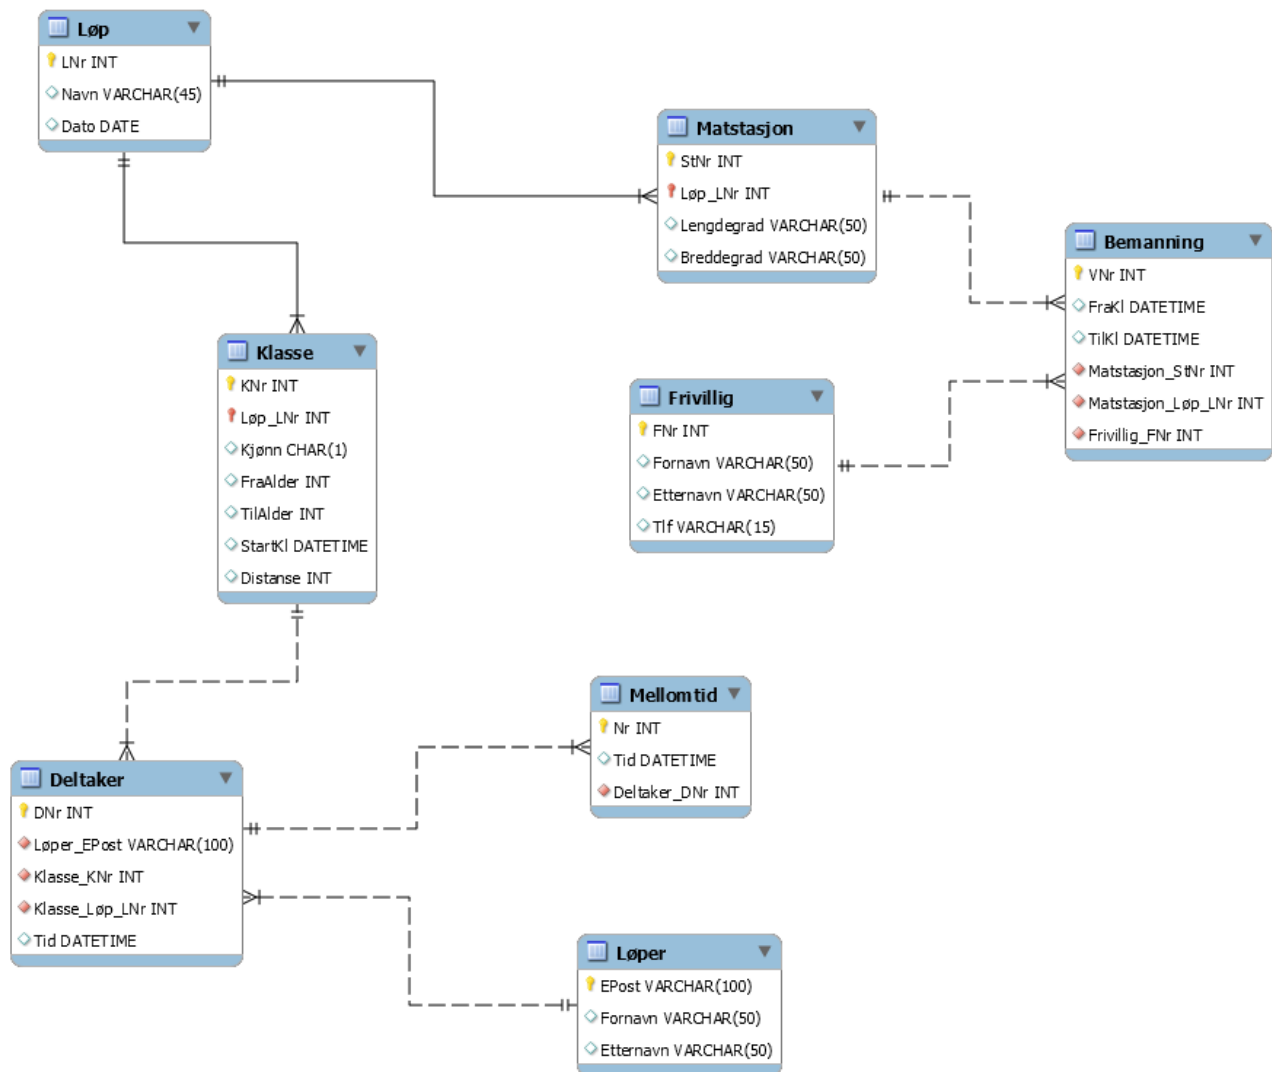 Løp
LNr INT
Navn VARCHAR(45)
Dato DATE
Matstasjon
StNr INT
Løp_LNr INT
Lengdegrad VARCHAR(50)
Breddegrad VARCHAR(50)
Bemanning
VNr INT
FraKl DATETIME
TilKl DATETIME
Matstasjon_StNr INT
Matstasjon_Løp_LNr INT
Frivillig_FNr INT
Klasse
KNr INT
Løp_LNr INT
Kjønn CHAR(1)
FraAlder INT
TilAlder INT
StartKl DATETIME
Distanse INT
Frivillig
FNr INT
Fornavn VARCHAR(50)
Etternavn VARCHAR(50)
Tlf VARCHAR(15)
Mellomtid
Nr INT
Tid DATETIME
Deltaker_DNr INT
Deltaker
DNr INT
Løper_EPost VARCHAR(100)
Klasse_KNr INT
Klasse_Løp_LNr INT
Tid DATETIME
Løper
EPost VARCHAR(100)
Fornavn VARCHAR(50)
Etternavn VARCHAR(50)